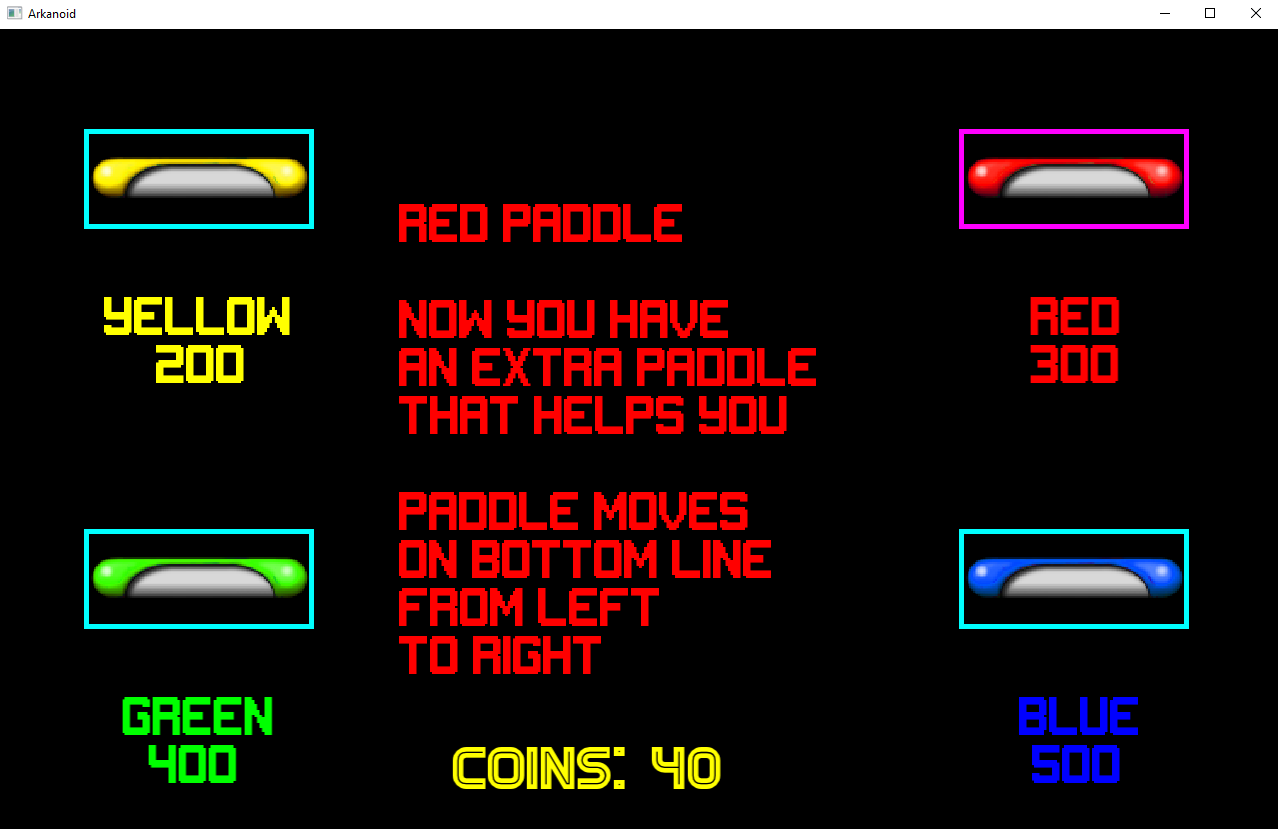 Arkanoid
YELLOW
200
RED PADDLE
NOW YOU HAVE
AN EXTRA PADDLE
THAT HELPS YOU
PADDLE MOVES
ON BOTTOM LINE
FROM LEFT
TO RIGHT
RED
300
GREEN
400
COINS: 40
BLUE
500